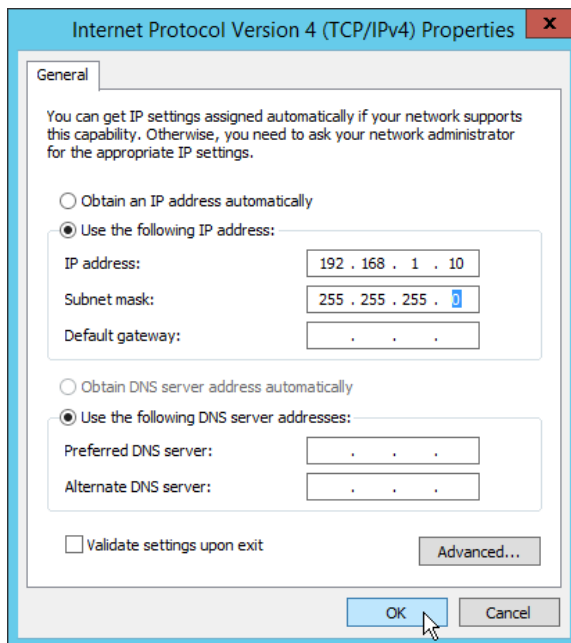 Internet Protocol Version 4 (TCP/IPv4) Properties
x
General
You can get IP settings assigned automatically if your network supports
this capability. Otherwise, you need to ask your network administrator
for the appropriate IP settings.
Obtain an IP address automatically
Use the following IP address:
IP address: 192 . 168 . 1 . 10
Subnet mask: 255 . 255 . 255 . 0
Default gateway: . . .
Obtain DNS server address automatically
Use the following DNS server addresses:
Preferred DNS server: . . .
Alternate DNS server: . . .
Validate settings upon exit
Advanced...
OK Cancel